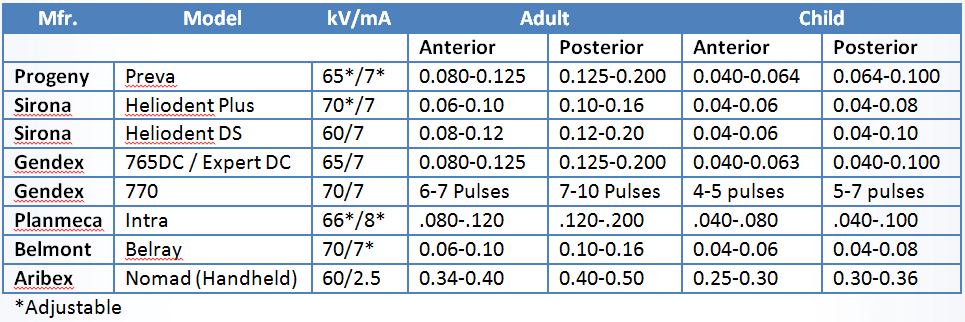 Mfr. Model kV/mA Adult Child
Anterior Posterior Anterior Posterior
Progeny Preva 65*/7* 0.080-0.125 0.125-0.200 0.040-0.064 0.064-0.100
Sirona Heliodent Plus 70*/7 0.06-0.10 0.10-0.16 0.04-0.06 0.04-0.08
Sirona Heliodent DS 60/7 0.08-0.12 0.12-0.20 0.04-0.06 0.04-0.10
Gendex 765DC / Expert DC 65/7 0.080-0.125 0.125-0.200 0.040-0.063 0.040-0.100
Gendex 770 70/7 6-7 Pulses 7-10 Pulses 4-5 pulses 5-7 pulses
Planmeca Intra 66*/8* .080-.120 .120-.200 .040-.080 .040-.100
Belmont Belray 70/7* 0.06-0.10 0.10-0.16 0.04-0.06 0.04-0.08
Aribex Nomad (Handheld) 60/2.5 0.34-0.40 0.40-0.50 0.25-0.30 0.30-0.36
*Adjustable